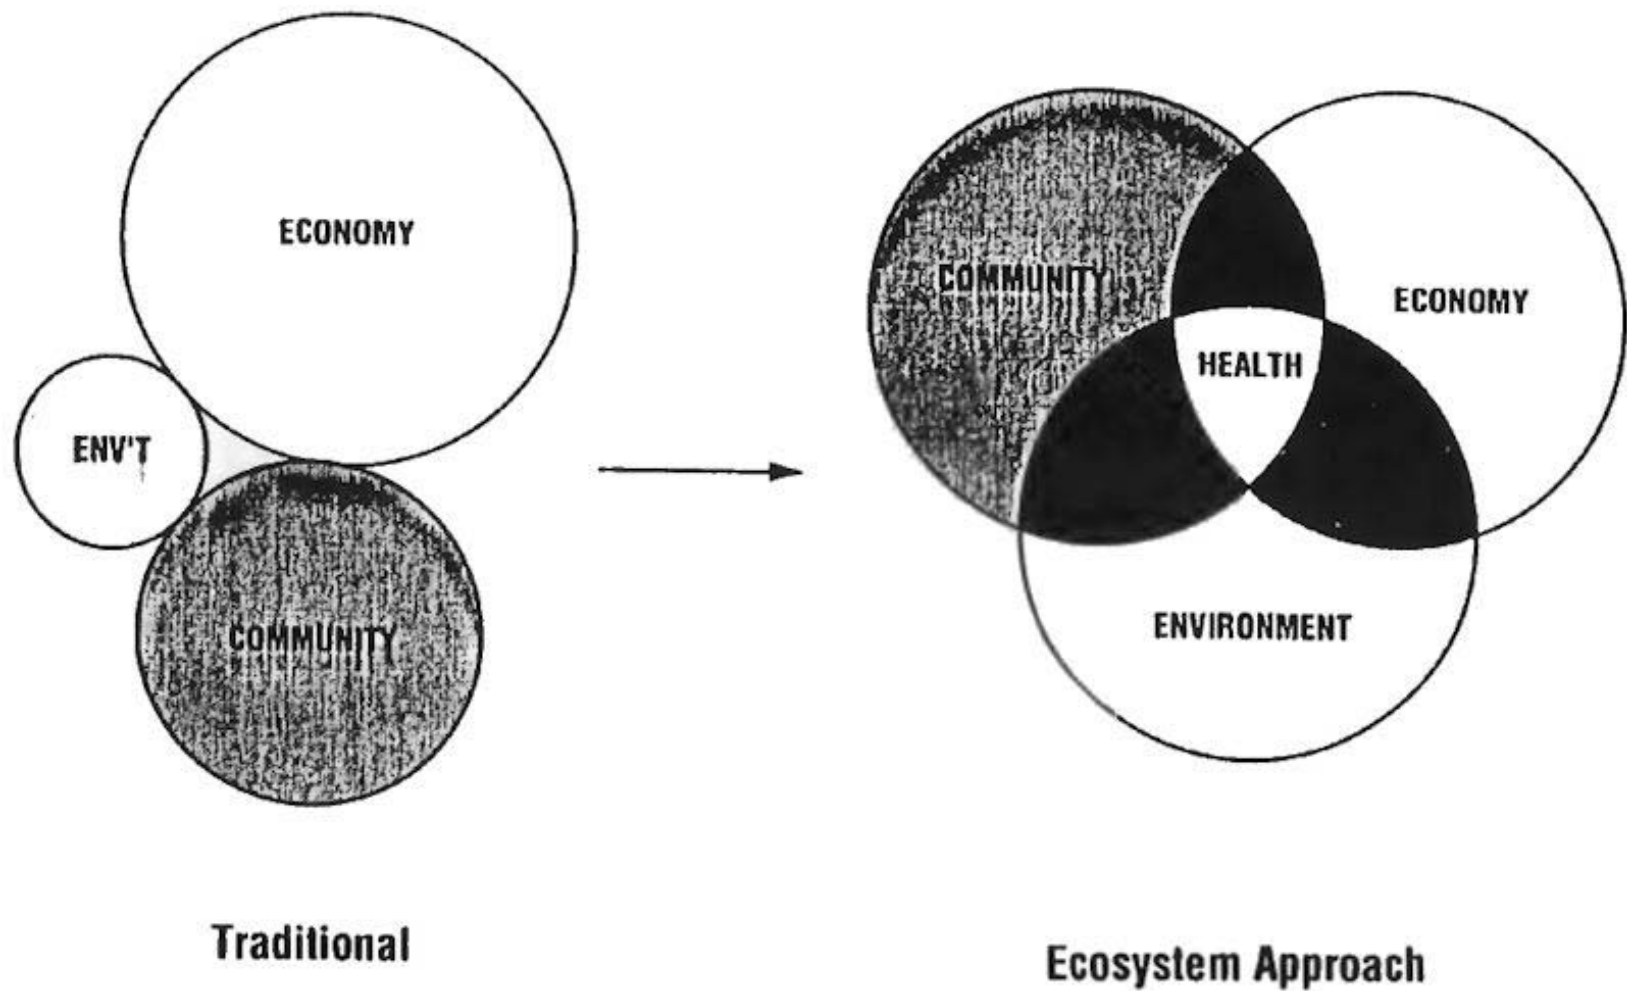 ECONOMY
ENV'T
COMMUNITY
Traditional
COMMUNITY
ECONOMY
HEALTH
ENVIRONMENT
Ecosystem Approach